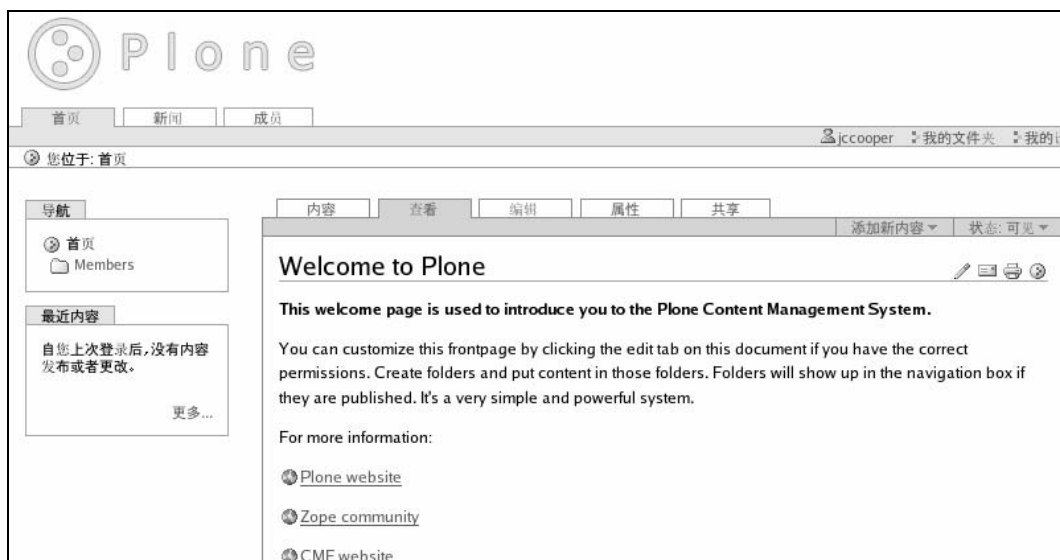 Plone
首页 新闻 成员
jccooper 我的文件夹 我的
您位于: 首页
导航
首页
Members
最近内容
自您上次登录后,没有内容
发布或者更改。
更多...
内容 查看 编辑 属性 共享
添加新内容 状态: 可见
Welcome to Plone
This welcome page is used to introduce you to the Plone Content Management System.
You can customize this frontpage by clicking the edit tab on this document if you have the correct
permissions. Create folders and put content in those folders. Folders will show up in the navigation box if
they are published. It's a very simple and powerful system.
For more information:
Plone website
Zope community
CMF website